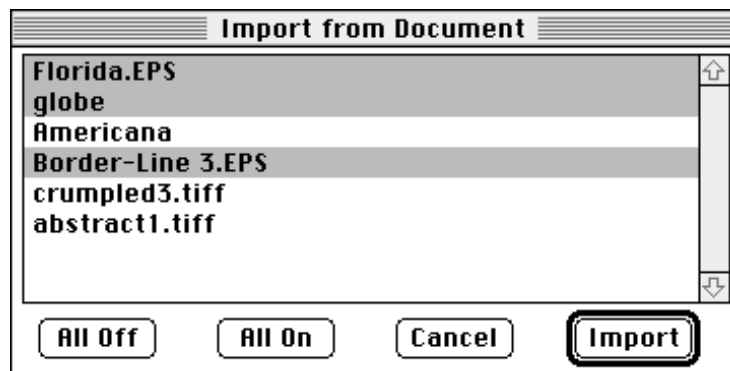 Import from Document
Florida.EPS
globe
Americana
Border-Line 3.EPS
crumpled3.tiff
abstract1.tiff
All Off All On Cancel Import